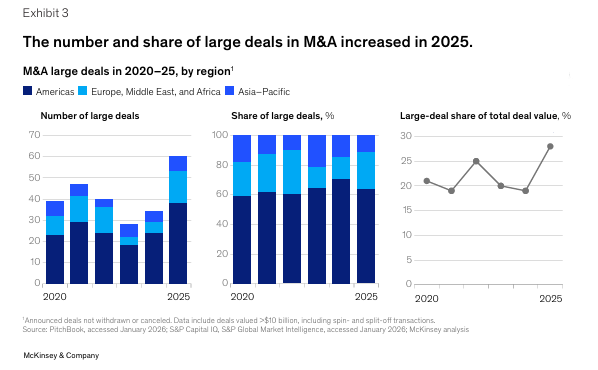 Exhibit 3
The number and share of large deals in M&A increased in 2025.
M&A large deals in 2020–25, by region¹
Americas Europe, Middle East, and Africa Asia–Pacific
Number of large deals
70
60
50
40
30
20
10
0
2020 2025
Share of large deals, %
100
80
60
40
20
0
2020 2025
Large-deal share of total deal value, %
30
25
20
15
10
5
0
2020 2025
¹Announced deals not withdrawn or canceled. Data include deals valued >$10 billion, including spin- and split-off transactions.
Source: PitchBook, accessed January 2026; S&P Capital IQ, S&P Global Market Intelligence, accessed January 2026; McKinsey analysis
McKinsey & Company